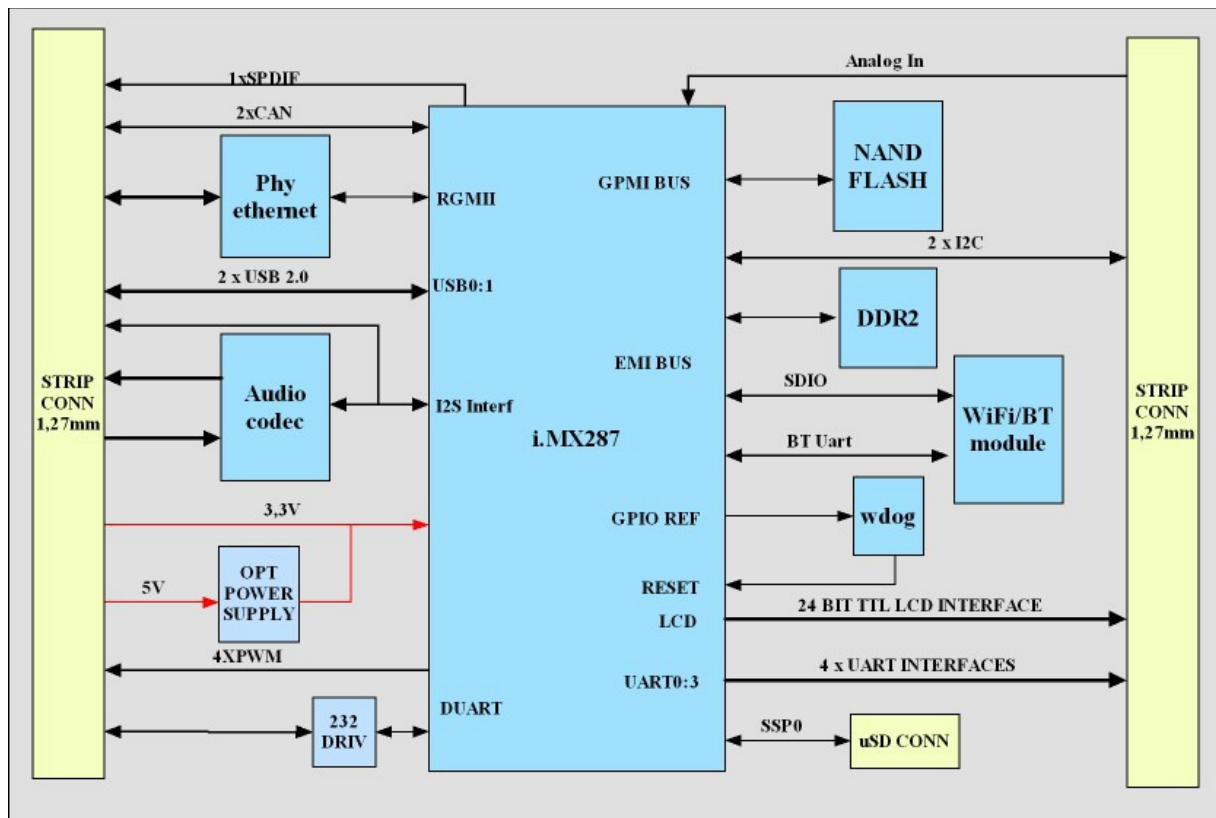 1xSPDIF
Analog In
2xCAN
NAND
FLASH
Phy
ethernet
RGMII
GPMI BUS
2 x I2C
2 x USB 2.0
USB0:1
DDR2
EMI BUS
SDIO
STRIP
CONN
1,27mm
Audio
codec
I2S Interf
i.MX287
WiFi/BT
module
STRIP
CONN
1,27mm
BT Uart
3,3V
GPIO REF
wdog
5V
OPT
POWER
SUPPLY
RESET
24 BIT TTL LCD INTERFACE
LCD
4XPWM
4 x UART INTERFACES
UART0:3
DUART
232
DRIV
SSP0
uSD CONN